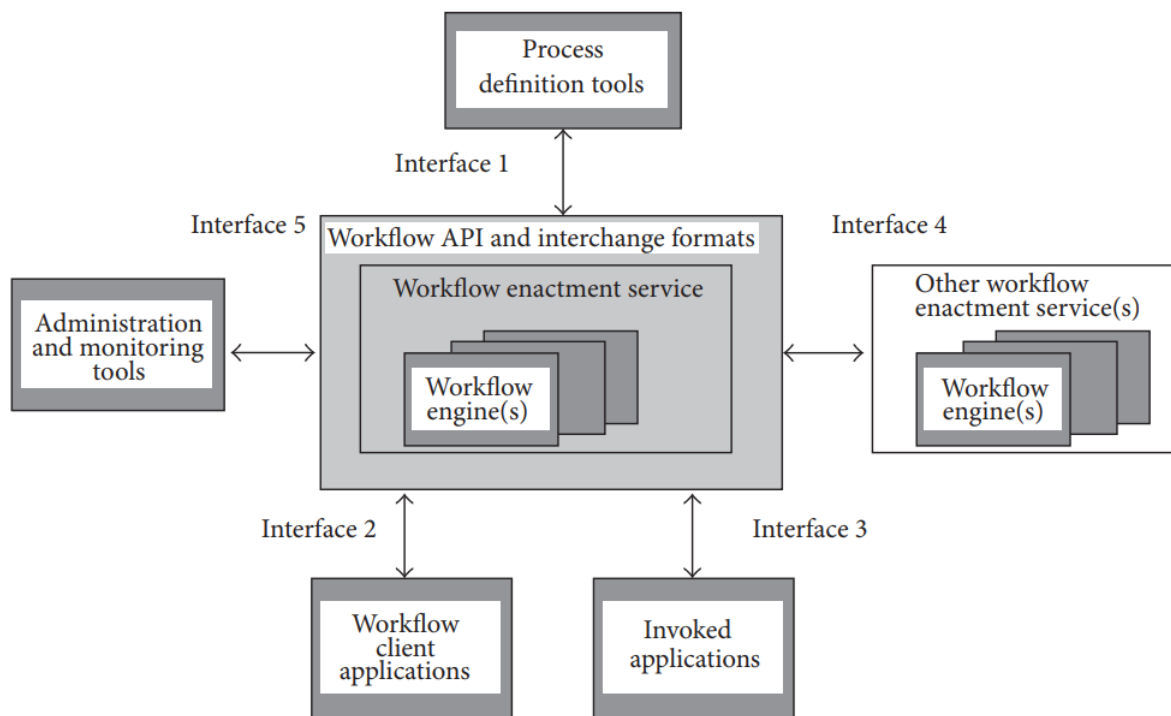 Process
definition tools
Interface 1
Interface 5
Interface 4
Workflow API and interchange formats
Workflow enactment service
Workflow
engine(s)
Administration
and monitoring
tools
Other workflow
enactment service(s)
Workflow
engine(s)
Interface 2
Interface 3
Workflow
client
applications
Invoked
applications